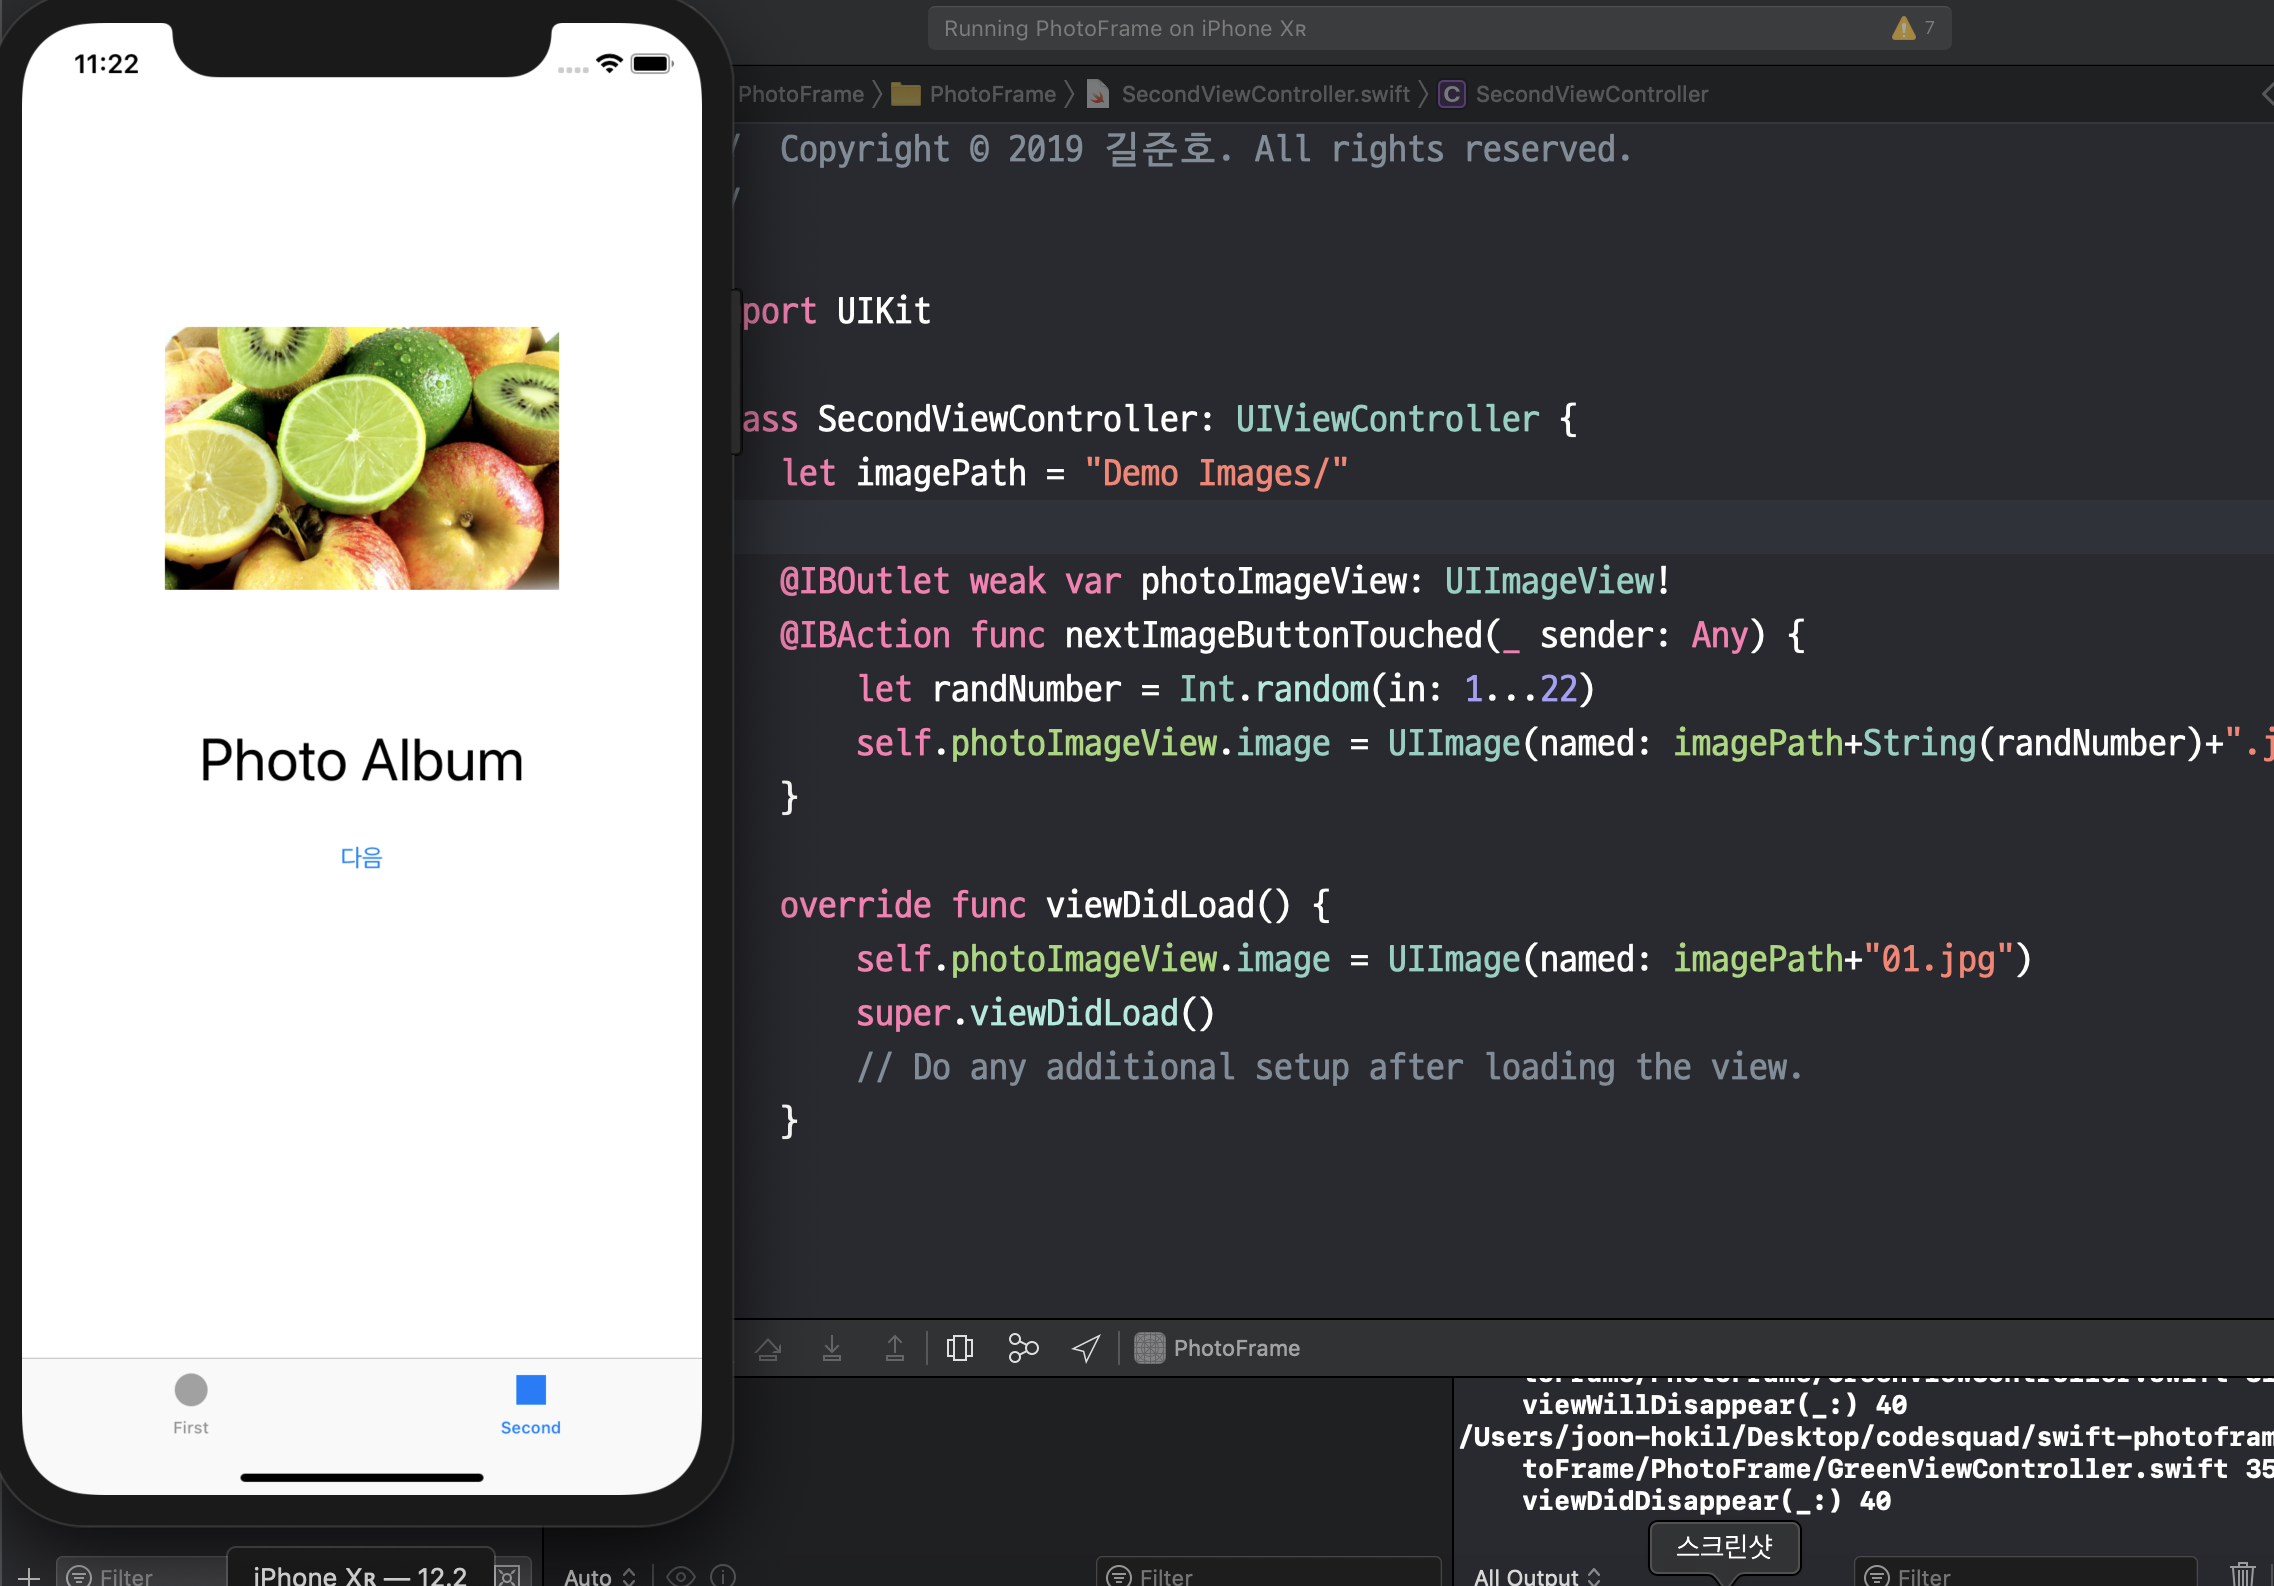 11:22
Photo Album
다음
First
Second
Running PhotoFrame on iPhone Xʀ
7
PhotoFrame
PhotoFrame
SecondViewController.swift
C
SecondViewController
/  Copyright © 2019 길준호. All rights reserved.
/
port UIKit
ass SecondViewController: UIViewController {
let imagePath = "Demo Images/"
@IBOutlet weak var photoImageView: UIImageView!
@IBAction func nextImageButtonTouched(_ sender: Any) {
let randNumber = Int.random(in: 1...22)
self.photoImageView.image = UIImage(named: imagePath+String(randNumber)+".j
}
override func viewDidLoad() {
self.photoImageView.image = UIImage(named: imagePath+"01.jpg")
super.viewDidLoad()
// Do any additional setup after loading the view.
}
PhotoFrame
viewWillDisappear(_:) 40
/Users/joon-hokil/Desktop/codesquad/swift-photofram
toFrame/PhotoFrame/GreenViewController.swift 35
viewDidDisappear(_:) 40
스크린샷
Filter
iPhone Xʀ — 12.2
Auto
Filter
All Output
Filter